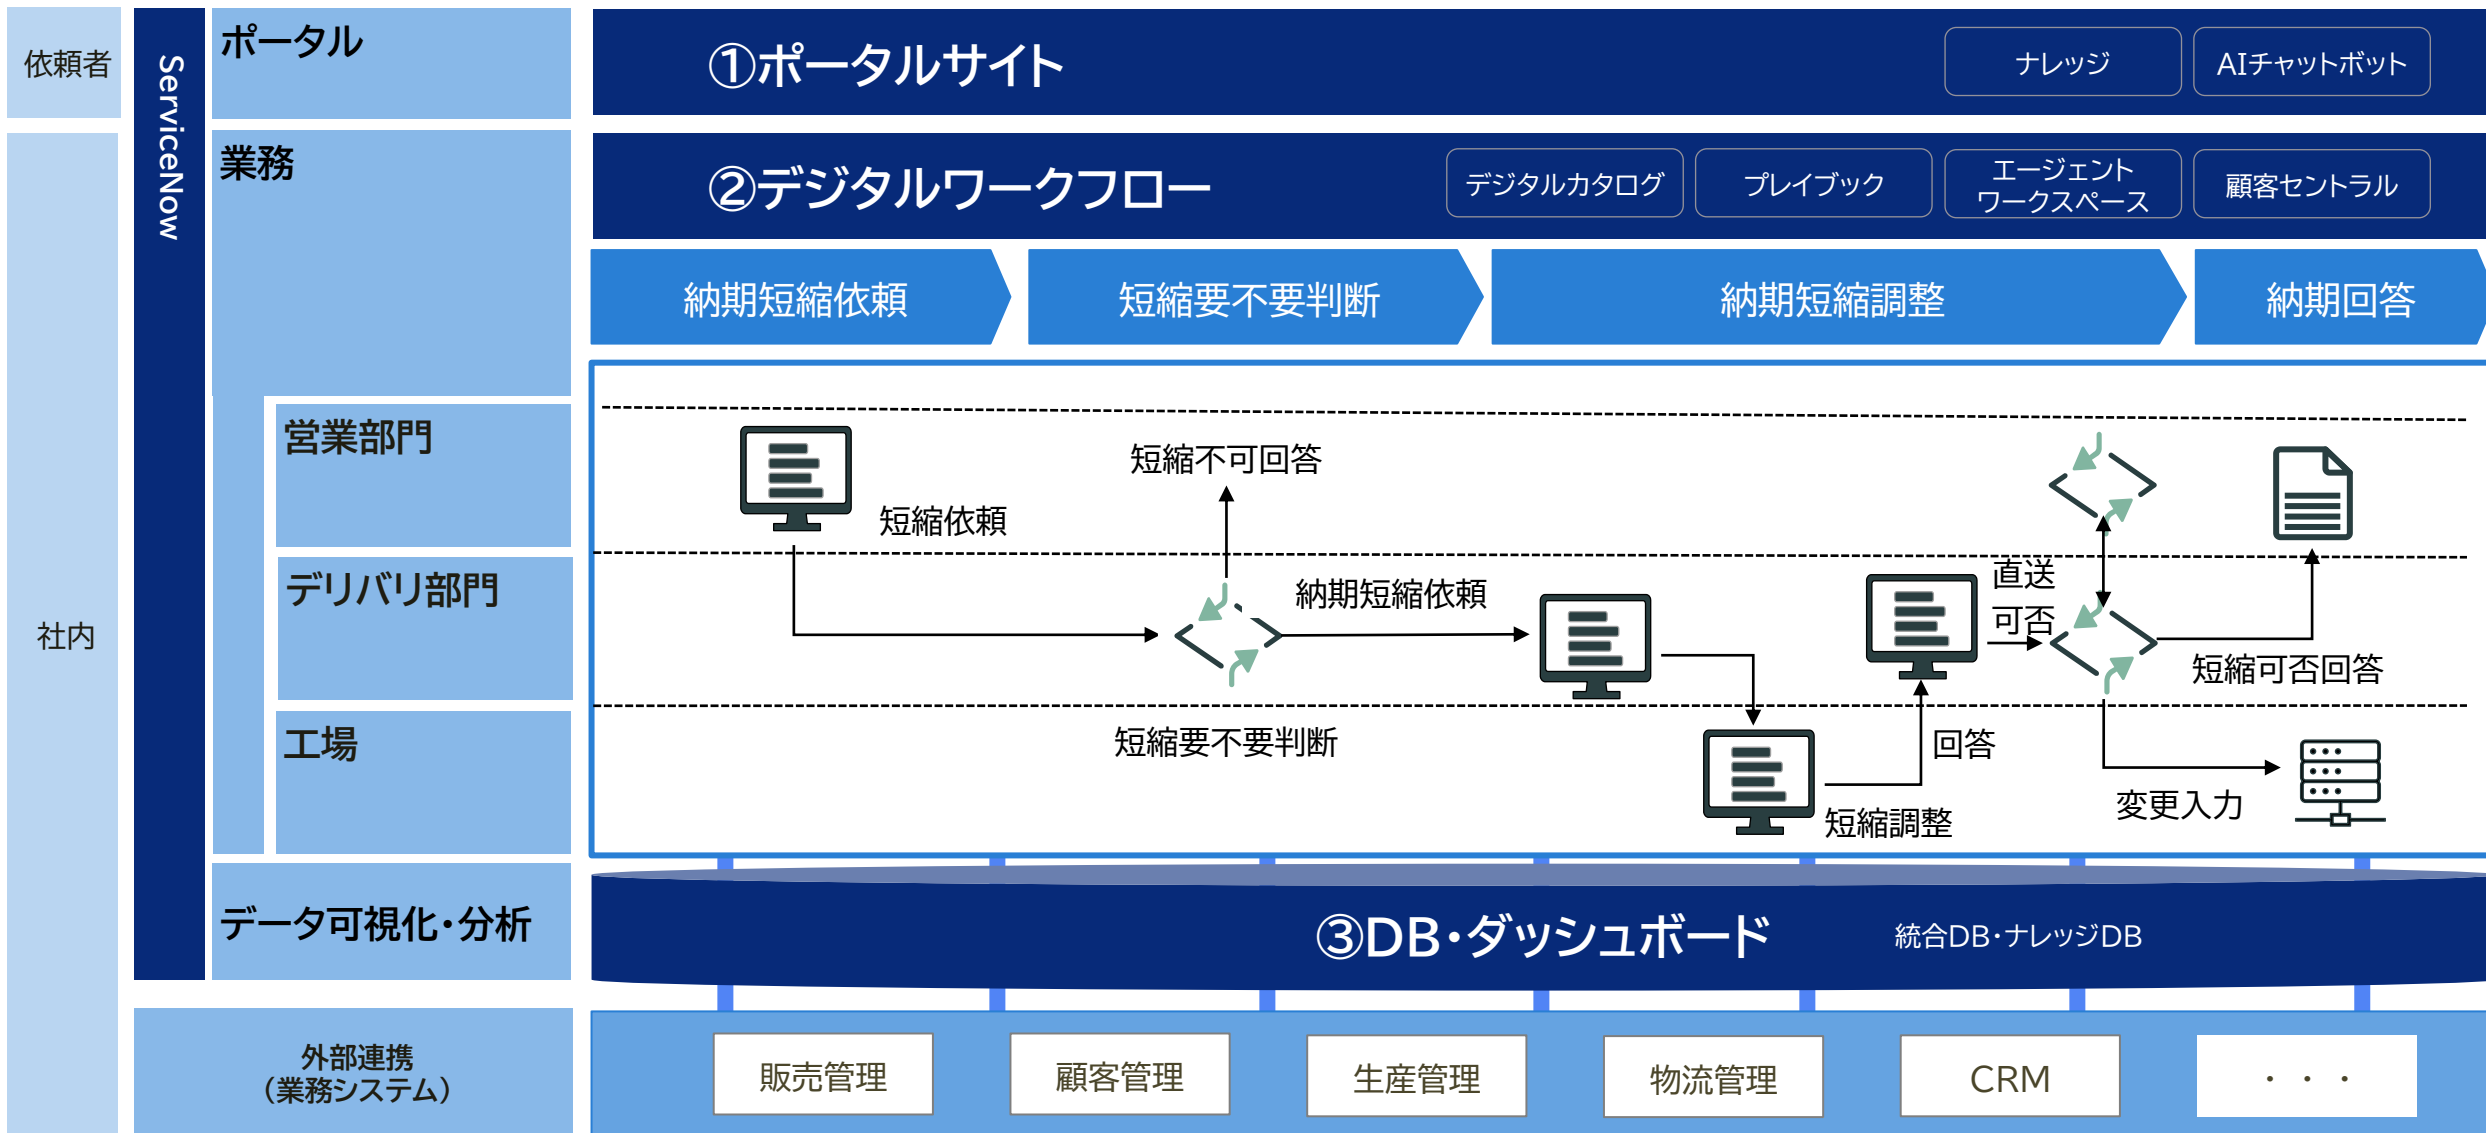 依頼者
ServiceNow
ポータル
①ポータルサイト
ナレッジ
AIチャットボット
業務
②デジタルワークフロー
デジタルカタログ
プレイブック
エージェント
ワークスペース
顧客セントラル
納期短縮依頼
短縮要不要判断
納期短縮調整
納期回答
社内
営業部門
短縮依頼
短縮不可回答
デリバリ部門
納期短縮依頼
直送
可否
短縮可否回答
工場
短縮要不要判断
短縮調整
回答
変更入力
データ可視化・分析
③DB・ダッシュボード
統合DB・ナレッジDB
外部連携
（業務システム）
販売管理
顧客管理
生産管理
物流管理
CRM
・・・